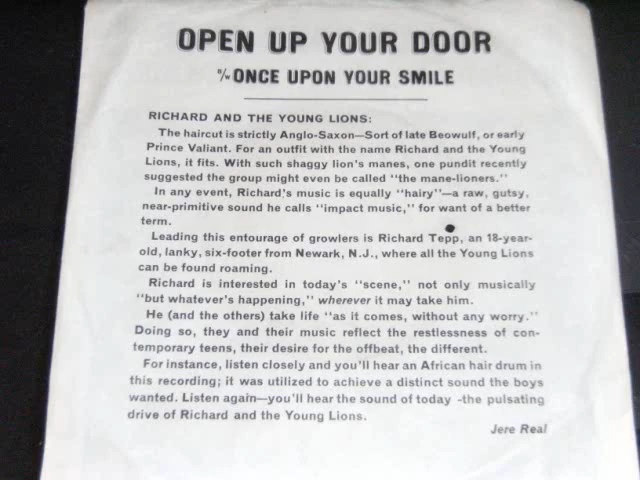 OPEN UP YOUR DOOR
b/w ONCE UPON YOUR SMILE
RICHARD AND THE YOUNG LIONS:
The haircut is strictly Anglo-Saxon—Sort of late Beowulf, or early
Prince Valiant. For an outfit with the name Richard and the Young
Lions, it fits. With such shaggy lion's manes, one pundit recently
suggested the group might even be called "the mane-lioners."
In any event, Richard's music is equally "hairy"—a raw, gutsy,
near-primitive sound he calls "impact music," for want of a better
term.
Leading this entourage of growlers is Richard Tepp, an 18-year-
old, lanky, six-footer from Newark, N.J., where all the Young Lions
can be found roaming.
Richard is interested in today's "scene," not only musically
"but whatever's happening," wherever it may take him.
He (and the others) take life "as it comes, without any worry."
Doing so, they and their music reflect the restlessness of con-
temporary teens, their desire for the offbeat, the different.
For instance, listen closely and you'll hear an African hair drum in
this recording; it was utilized to achieve a distinct sound the boys
wanted. Listen again—you'll hear the sound of today -the pulsating
drive of Richard and the Young Lions.
Jere Real